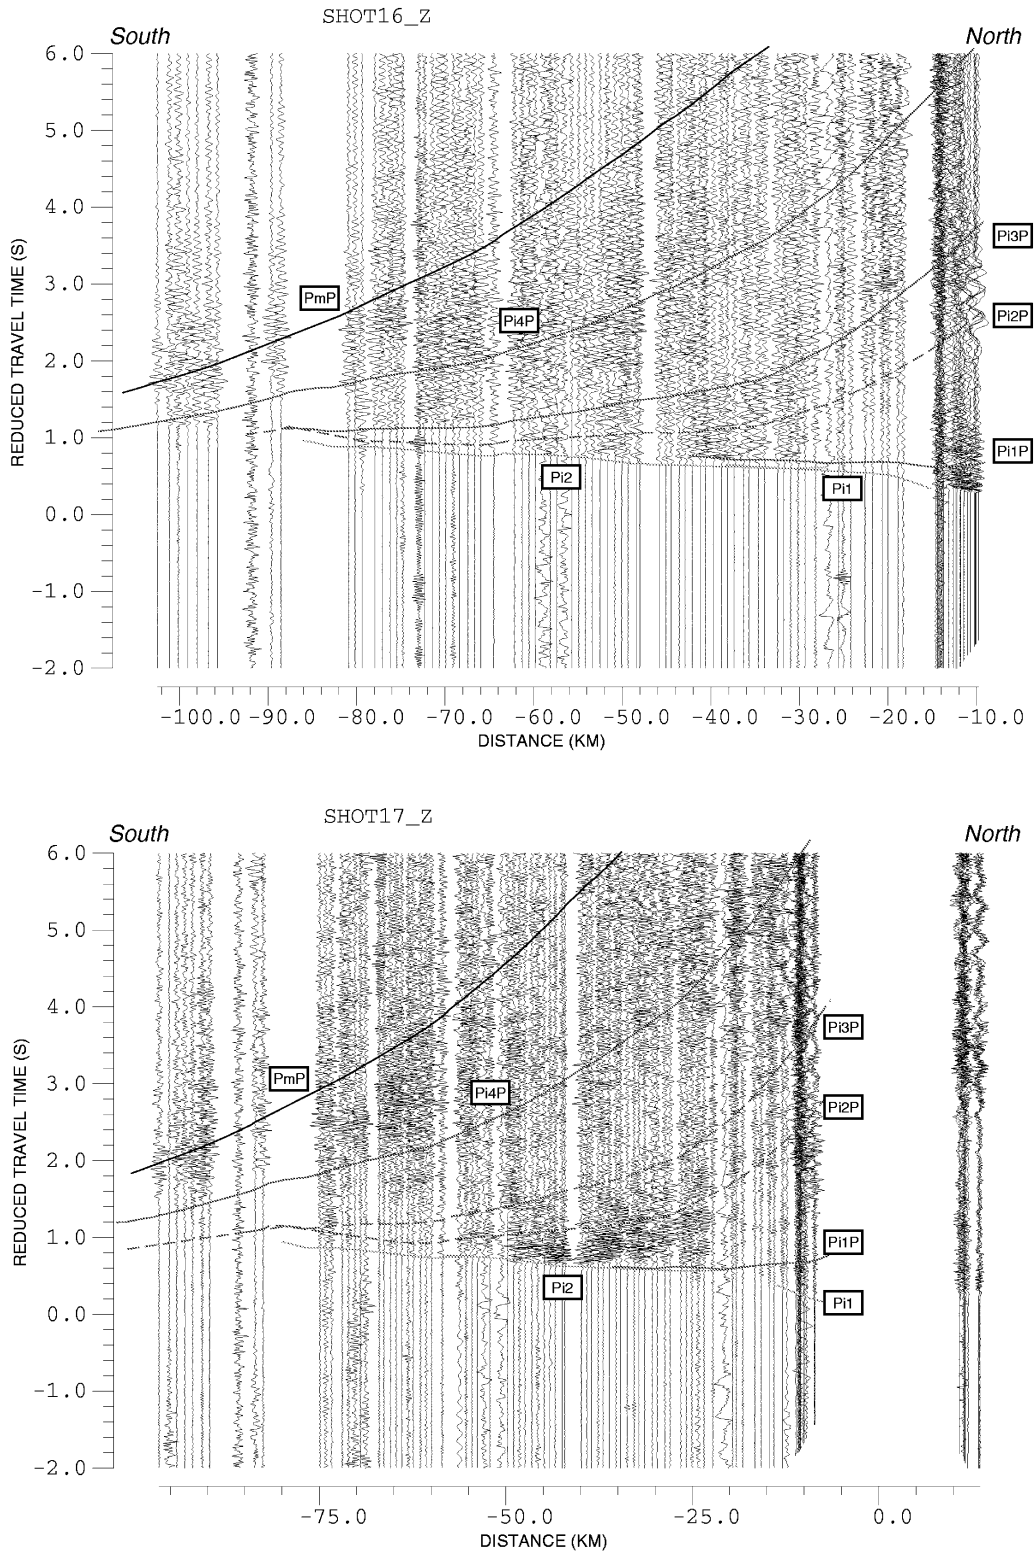 SHOT16_Z
South North
6.0
5.0
4.0
Pi3P
3.0
PmP
Pi4P
Pi2P
2.0
1.0
Pi1P
Pi2
Pi1
0.0
-1.0
-2.0
REDUCED TRAVEL TIME (S)
-100.0 -90.0 -80.0 -70.0 -60.0 -50.0 -40.0 -30.0 -20.0 -10.0
DISTANCE (KM)
SHOT17_Z
South North
6.0
5.0
4.0
Pi3P
3.0
PmP
Pi4P
Pi2P
2.0
1.0
Pi1P
Pi2
Pi1
0.0
-1.0
-2.0
REDUCED TRAVEL TIME (S)
-75.0 -50.0 -25.0 0.0
DISTANCE (KM)